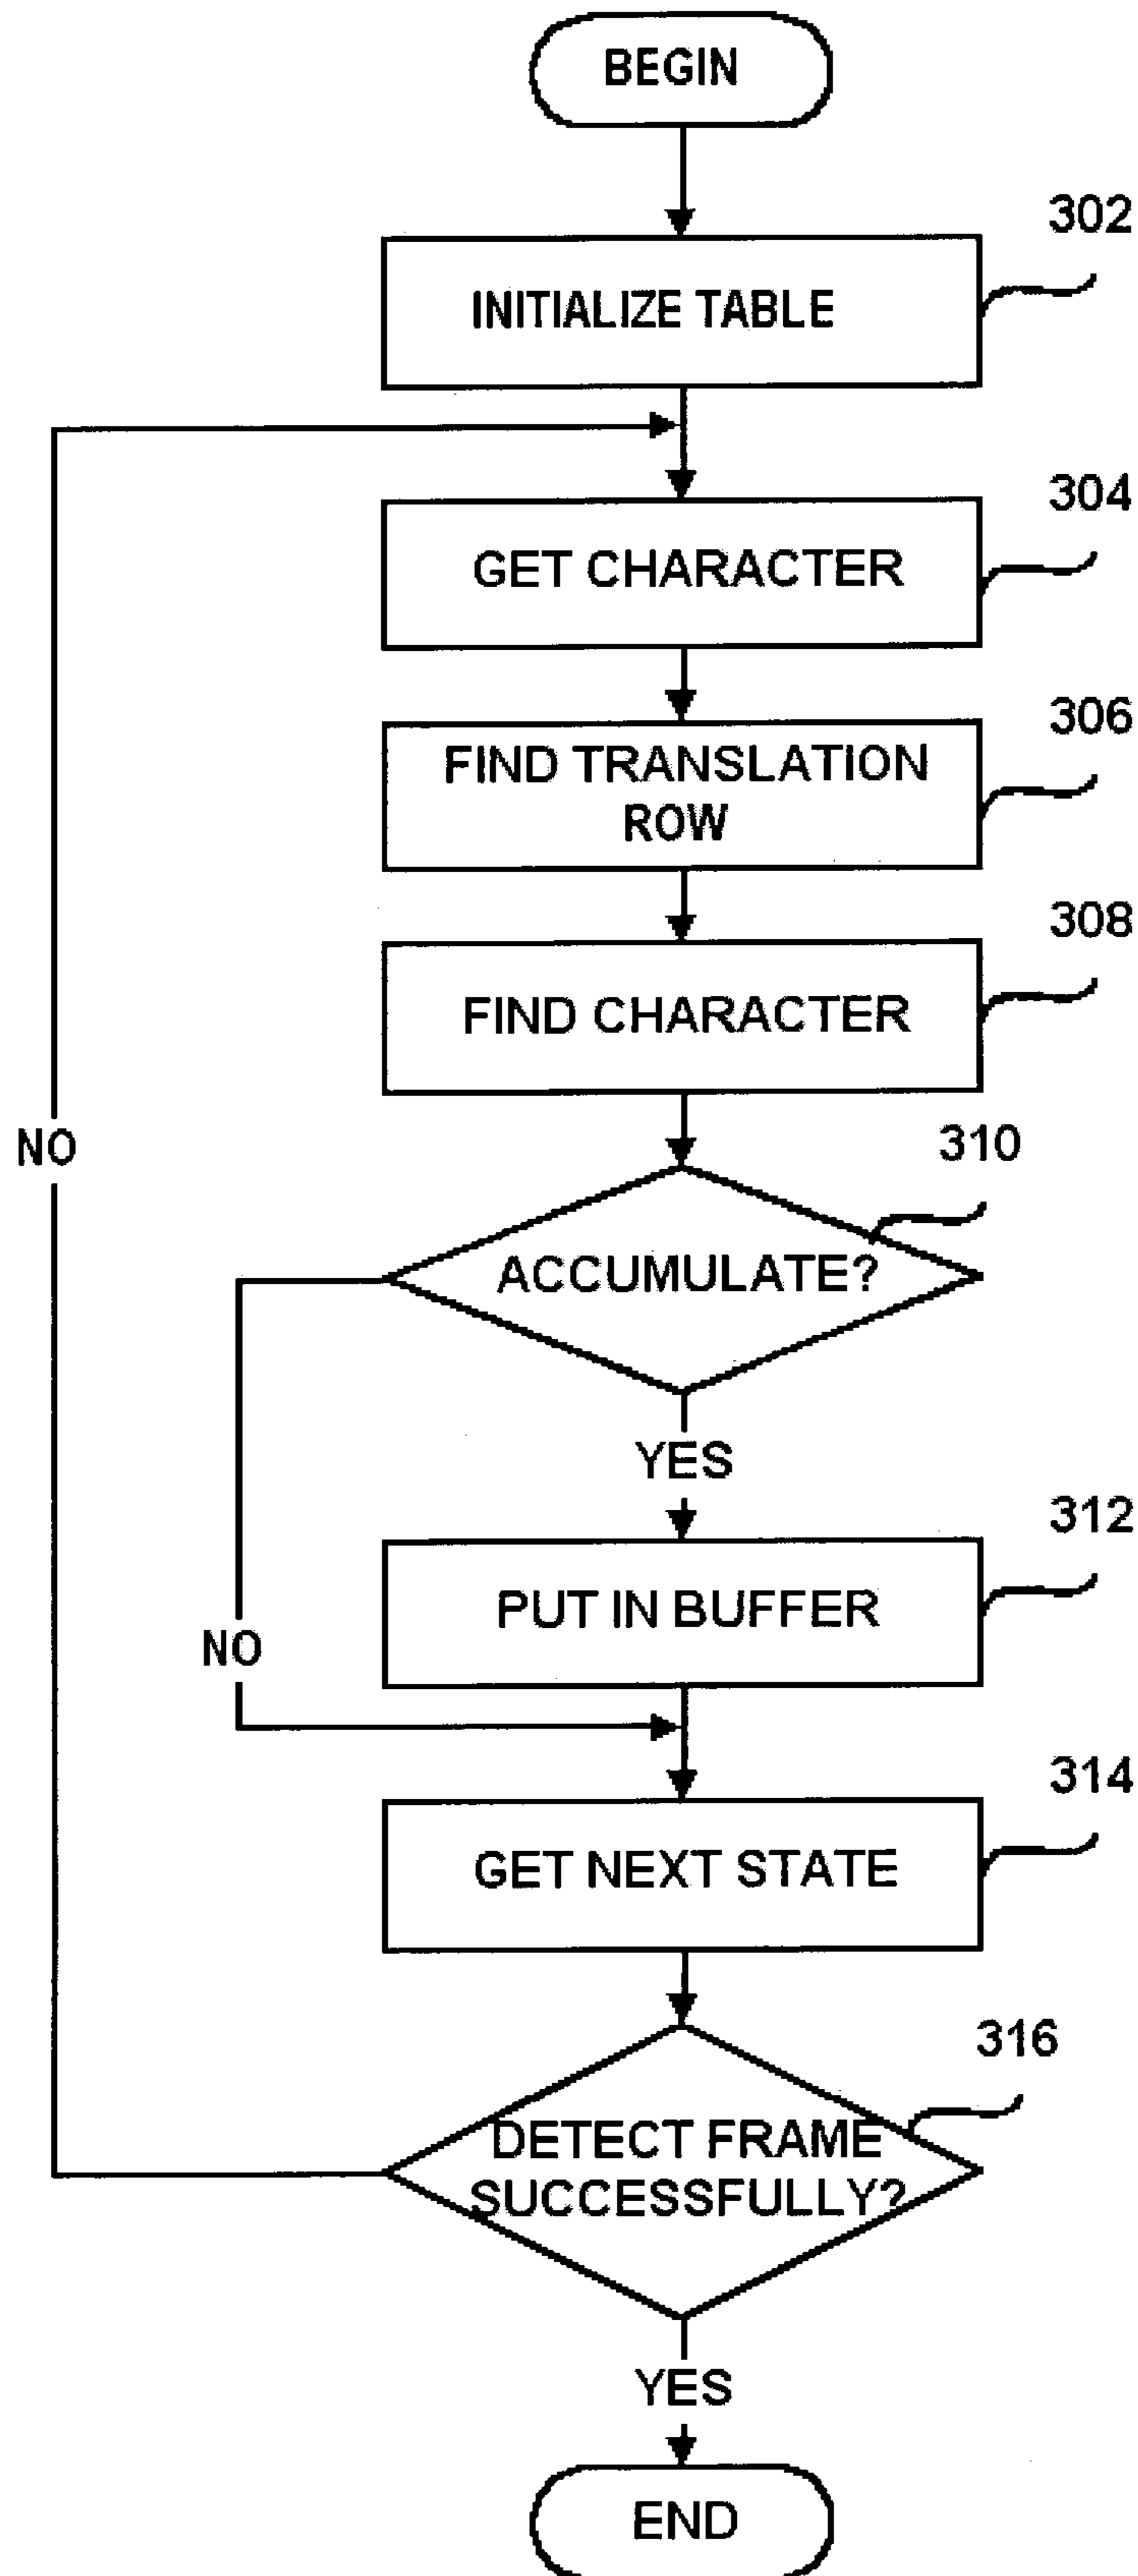 BEGIN
302
INITIALIZE TABLE
304
GET CHARACTER
306
FIND TRANSLATION
ROW
308
FIND CHARACTER
NO
310
ACCUMULATE?
YES
312
PUT IN BUFFER
NO
314
GET NEXT STATE
316
DETECT FRAME
SUCCESSFULLY?
YES
END